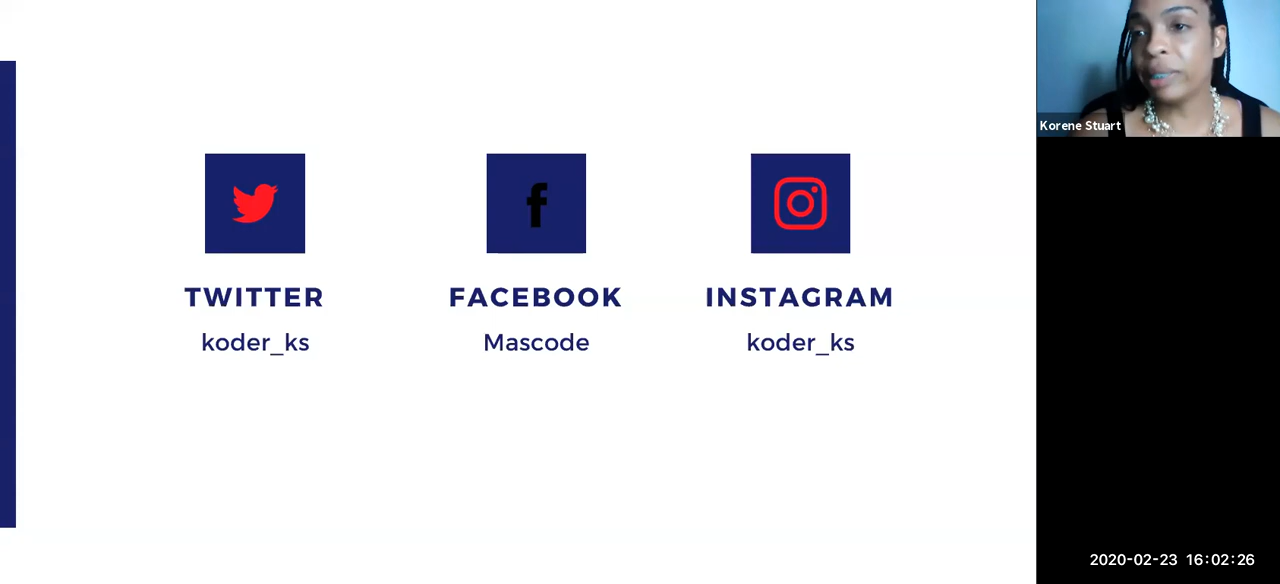 TWITTER
koder_ks
FACEBOOK
Mascode
INSTAGRAM
koder_ks
Korene Stuart
2020-02-23 16:02:26